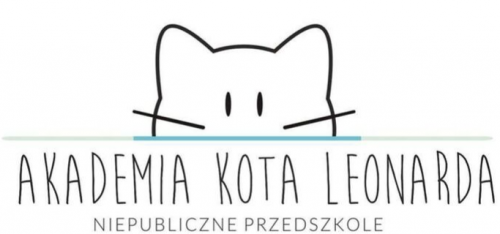 AKADEMIA KOTA LEONARDA
NIEPUBLICZNE PRZEDSZKOLE